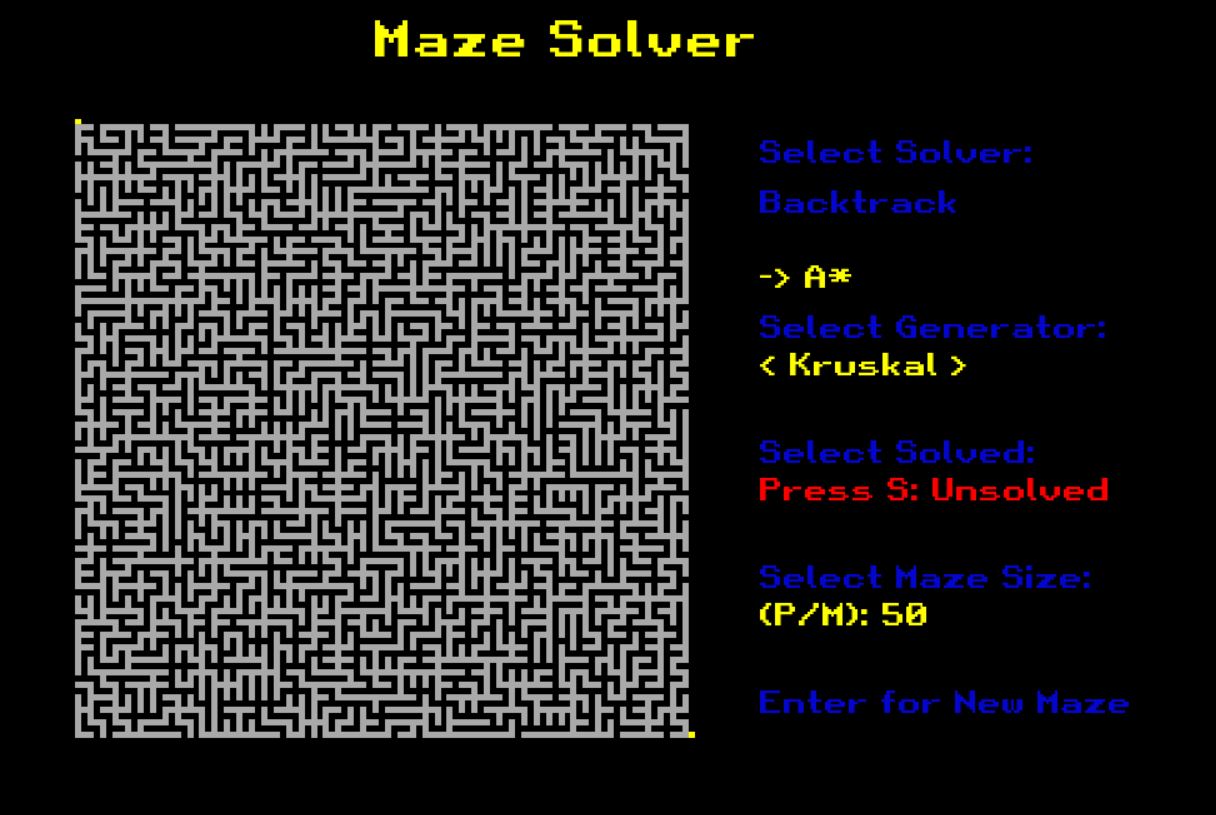 Maze Solver
Select Solver:
Backtrack
-> A*
Select Generator:
< Kruskal >
Select Solved:
Press S: Unsolved
Select Maze Size:
(P/M): 50
Enter for New Maze